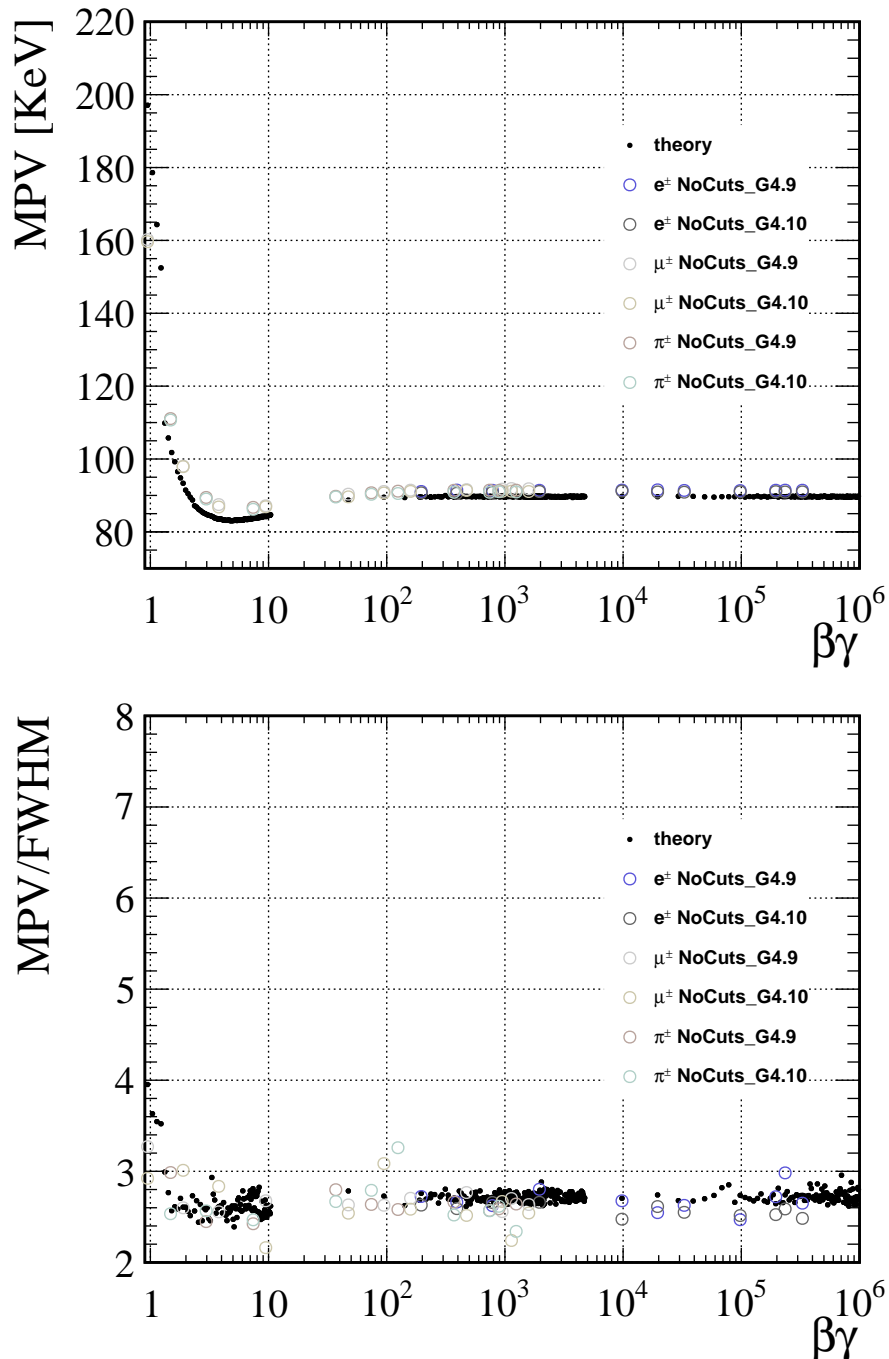 MPV [KeV]
220
200
180
160
140
120
100
80
theory
e± NoCuts_G4.9
e± NoCuts_G4.10
μ± NoCuts_G4.9
μ± NoCuts_G4.10
π± NoCuts_G4.9
π± NoCuts_G4.10
1 10 10² 10³ 10⁴ 10⁵ 10⁶
βγ
MPV/FWHM
8
7
6
5
4
3
2
theory
e± NoCuts_G4.9
e± NoCuts_G4.10
μ± NoCuts_G4.9
μ± NoCuts_G4.10
π± NoCuts_G4.9
π± NoCuts_G4.10
1 10 10² 10³ 10⁴ 10⁵ 10⁶
βγ